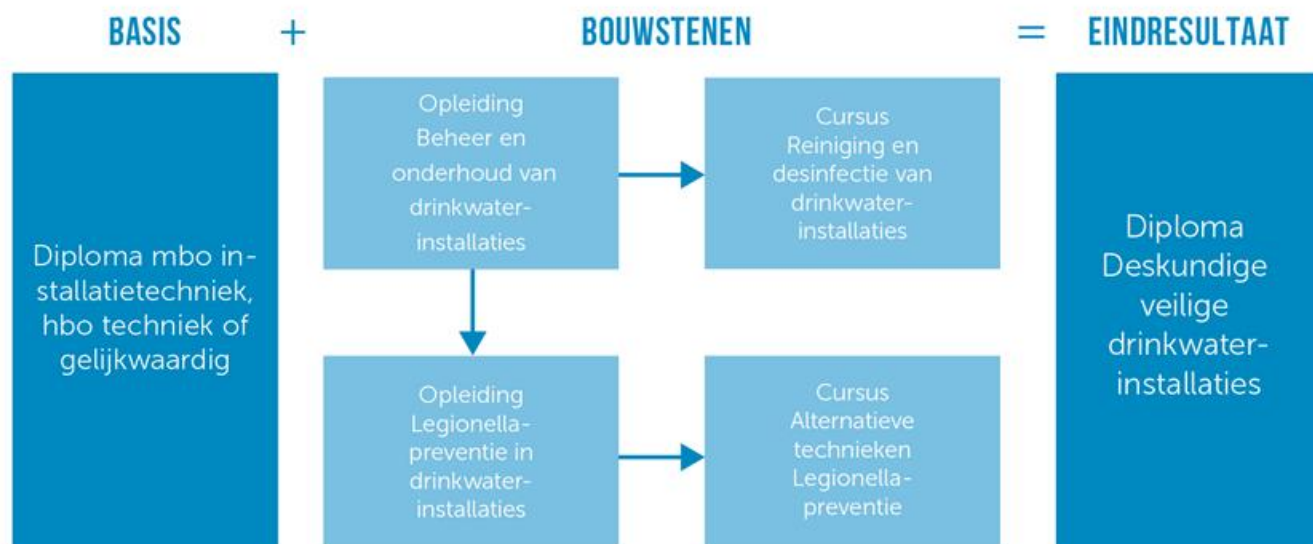 BASIS + BOUWSTENEN = EINDRESULTAAT
Diploma mbo in-
stallatietechniek,
hbo techniek of
gelijkwaardig
Opleiding
Beheer en
onderhoud van
drinkwater-
installaties
Cursus
Reiniging en
desinfectie van
drinkwater-
installaties
Opleiding
Legionella-
preventie in
drinkwater-
installaties
Cursus
Alternatieve
technieken
Legionella-
preventie
Diploma
Deskundige
veilige
drinkwater-
installaties